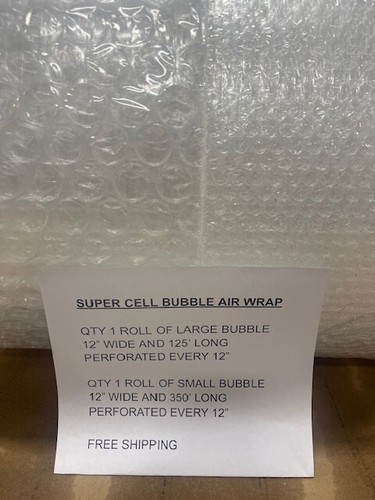 SUPER CELL BUBBLE AIR WRAP
QTY 1 ROLL OF LARGE BUBBLE
12" WIDE AND 125' LONG
PERFORATED EVERY 12"
QTY 1 ROLL OF SMALL BUBBLE
12" WIDE AND 350' LONG
PERFORATED EVERY 12"
FREE SHIPPING